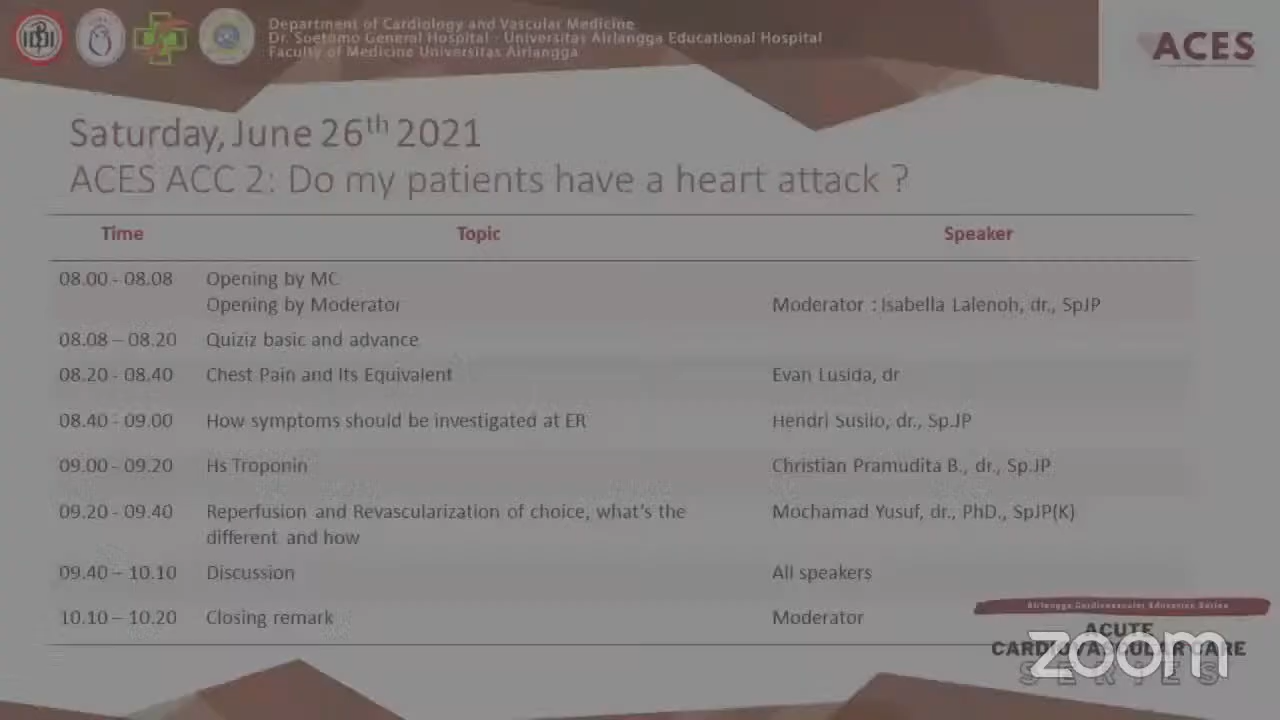 Department of Cardiology and Vascular Medicine
Dr. Soetomo General Hospital - Universitas Airlangga Educational Hospital
Faculty of Medicine Universitas Airlangga
ACES
Saturday, June 26th 2021
ACES ACC 2: Do my patients have a heart attack ?
Time Topic Speaker
08.00 - 08.08 Opening by MC
Opening by Moderator Moderator : Isabella Lalenoh, dr., SpJP
08.08 – 08.20 Quiziz basic and advance
08.20 - 08.40 Chest Pain and Its Equivalent Evan Lusida, dr
08.40 - 09.00 How symptoms should be investigated at ER Hendri Susilo, dr., Sp.JP
09.00 - 09.20 Hs Troponin Christian Pramudita B., dr., Sp.JP
09.20 - 09.40 Reperfusion and Revascularization of choice, what's the Mochamad Yusuf, dr., PhD., SpJP(K)
different and how
09.40 – 10.10 Discussion All speakers
10.10 – 10.20 Closing remark Moderator
Airlangga Cardiovascular Education Series
ACUTE
CARDIOVASCULAR CARE
SERIES
zoom